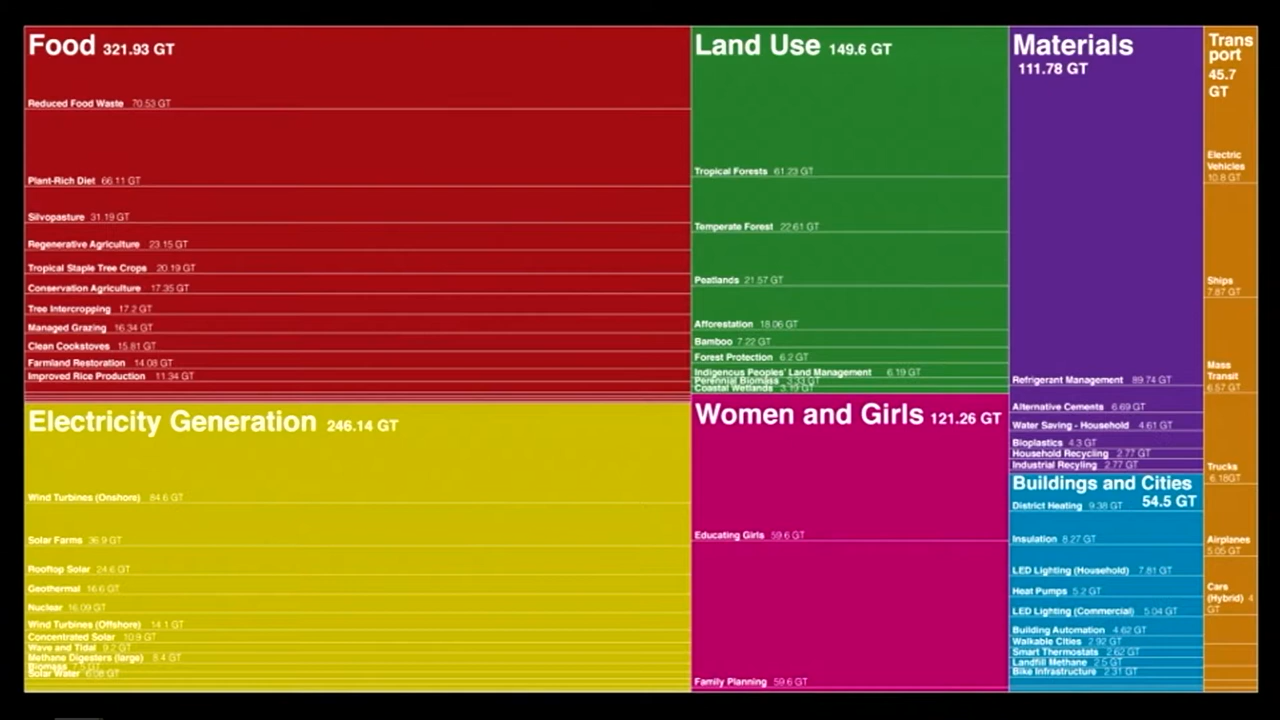 Food 321.93 GT
Reduced Food Waste 70.53 GT
Plant-Rich Diet 66.11 GT
Silvopasture 31.19 GT
Regenerative Agriculture 23.15 GT
Tropical Staple Tree Crops 20.19 GT
Conservation Agriculture 17.35 GT
Tree Intercropping 17.2 GT
Managed Grazing 16.34 GT
Clean Cookstoves 15.81 GT
Farmland Restoration 14.08 GT
Improved Rice Production 11.34 GT
Electricity Generation 246.14 GT
Wind Turbines (Onshore) 84.6 GT
Solar Farms 36.9 GT
Rooftop Solar 24.6 GT
Geothermal 16.6 GT
Nuclear 16.09 GT
Wind Turbines (Offshore) 14.1 GT
Concentrated Solar 10.9 GT
Wave and Tidal 9.2 GT
Methane Digesters (large) 8.4 GT
Biomass 7.5 GT
Solar Water 6.08 GT
Land Use 149.6 GT
Tropical Forests 61.23 GT
Temperate Forest 22.61 GT
Peatlands 21.57 GT
Afforestation 18.06 GT
Bamboo 7.22 GT
Forest Protection 6.2 GT
Indigenous Peoples' Land Management 6.19 GT
Perennial Biomass 3.33 GT
Coastal Wetlands 3.19 GT
Women and Girls 121.26 GT
Educating Girls 59.6 GT
Family Planning 59.6 GT
Materials
111.78 GT
Refrigerant Management 89.74 GT
Alternative Cements 6.69 GT
Water Saving - Household 4.61 GT
Bioplastics 4.3 GT
Household Recycling 2.77 GT
Industrial Recyling 2.77 GT
Buildings and Cities
54.5 GT
District Heating 9.38 GT
Insulation 8.27 GT
LED Lighting (Household) 7.81 GT
Heat Pumps 5.2 GT
LED Lighting (Commercial) 5.04 GT
Building Automation 4.62 GT
Walkable Cities 2.92 GT
Smart Thermostats 2.62 GT
Landfill Methane 2.5 GT
Bike Infrastructure 2.31 GT
Trans
port
45.7
GT
Electric
Vehicles
10.8 GT
Ships
7.87 GT
Mass
Transit
6.57 GT
Trucks
6.18GT
Airplanes
5.05 GT
Cars
(Hybrid) 4
GT